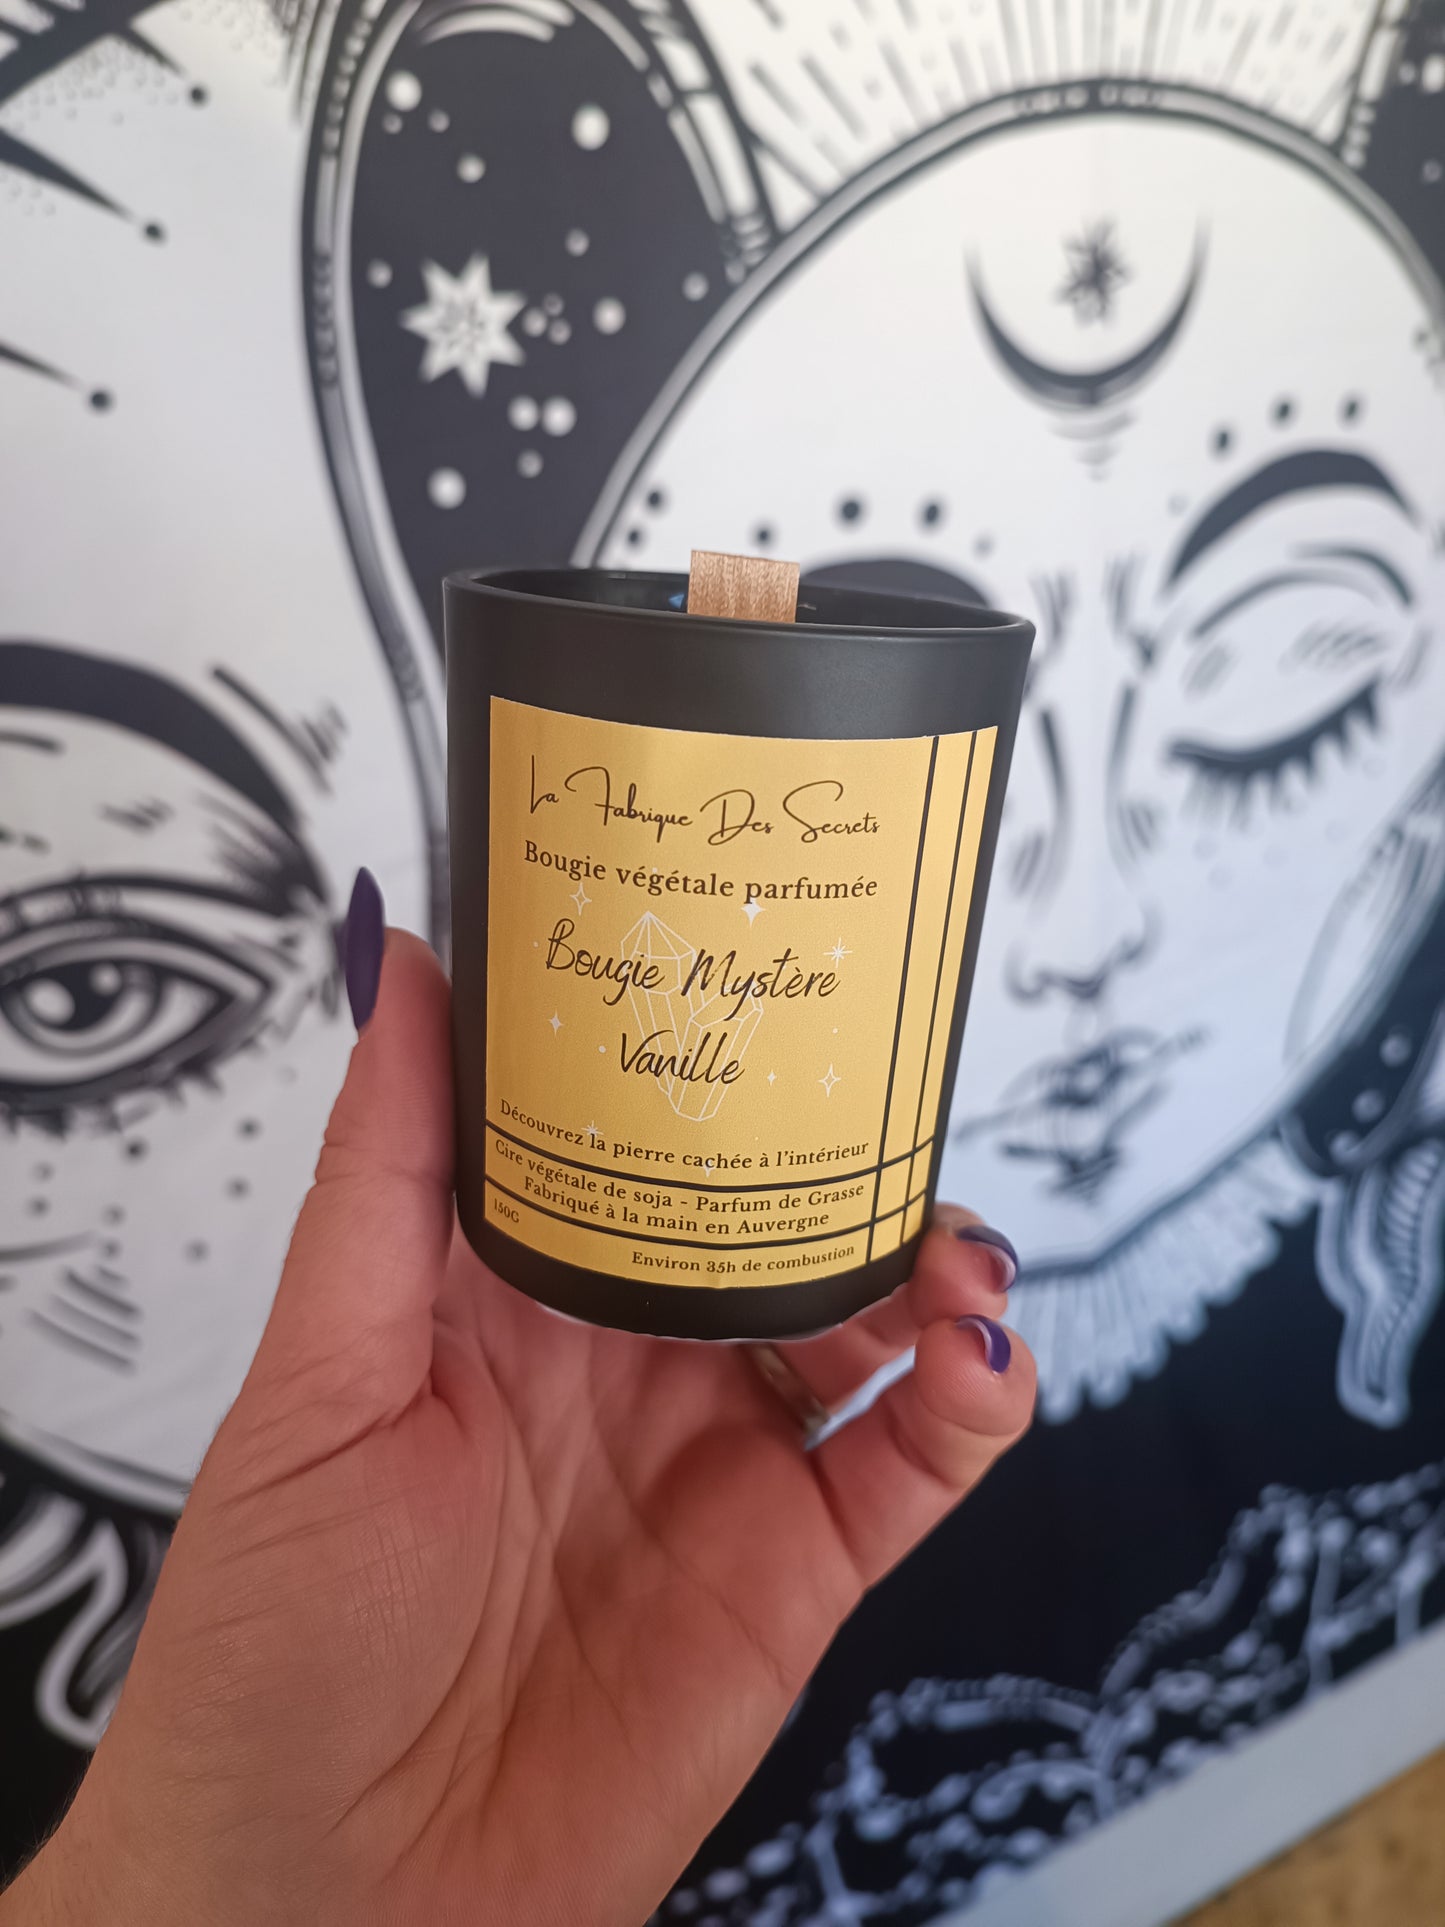 La Fabrique Des Secrets
Bougie végétale parfumée
Bougie Mystère
Vanille
Découvrez la pierre cachée à l'intérieur
Cire végétale de soja - Parfum de Grasse
Fabriqué à la main en Auvergne
150G
Environ 35h de combustion